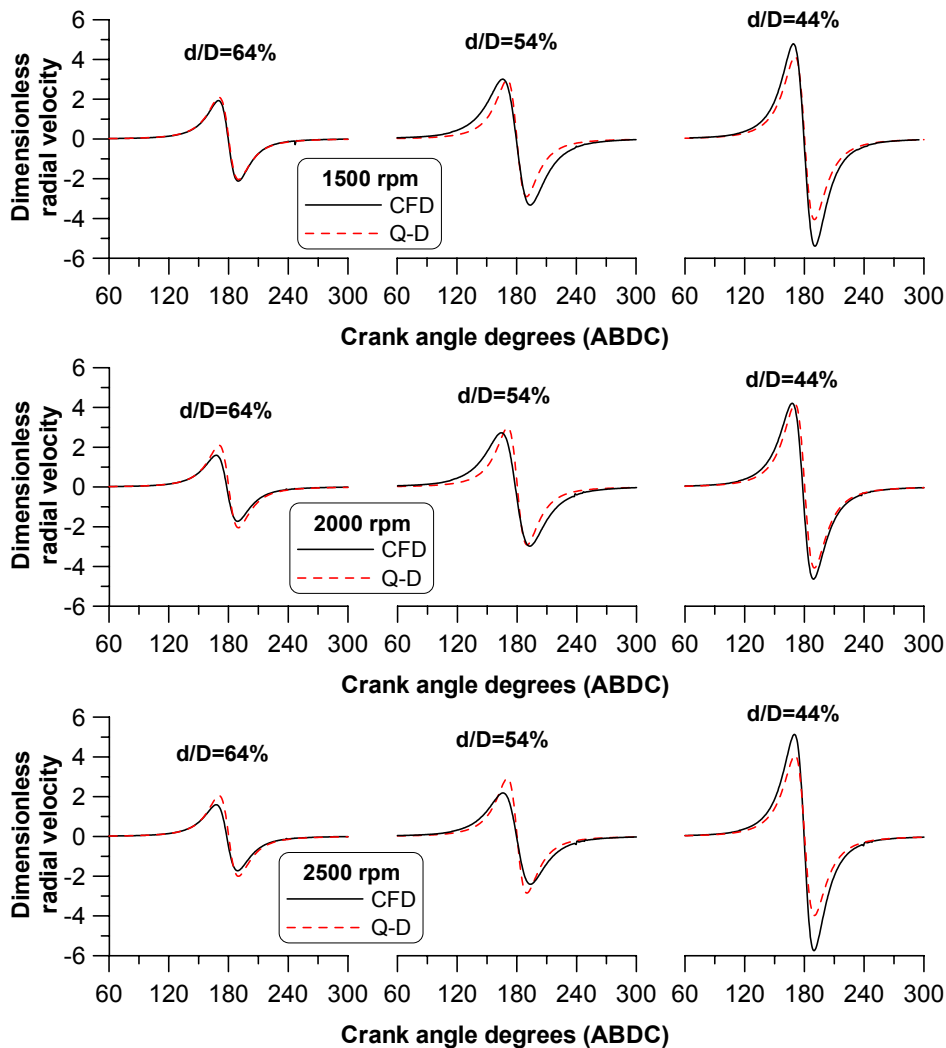 d/D=64%
d/D=54%
d/D=44%
Dimensionless
radial velocity
6
4
2
0
-2
-4
-6
1500 rpm
CFD
Q-D
60 120 180 240 300 60 120 180 240 300 60 120 180 240 300
Crank angle degrees (ABDC)
d/D=64%
d/D=54%
d/D=44%
Dimensionless
radial velocity
6
4
2
0
-2
-4
-6
2000 rpm
CFD
Q-D
60 120 180 240 300 60 120 180 240 300 60 120 180 240 300
Crank angle degrees (ABDC)
d/D=64%
d/D=54%
d/D=44%
Dimensionless
radial velocity
6
4
2
0
-2
-4
-6
2500 rpm
CFD
Q-D
60 120 180 240 300 60 120 180 240 300 60 120 180 240 300
Crank angle degrees (ABDC)